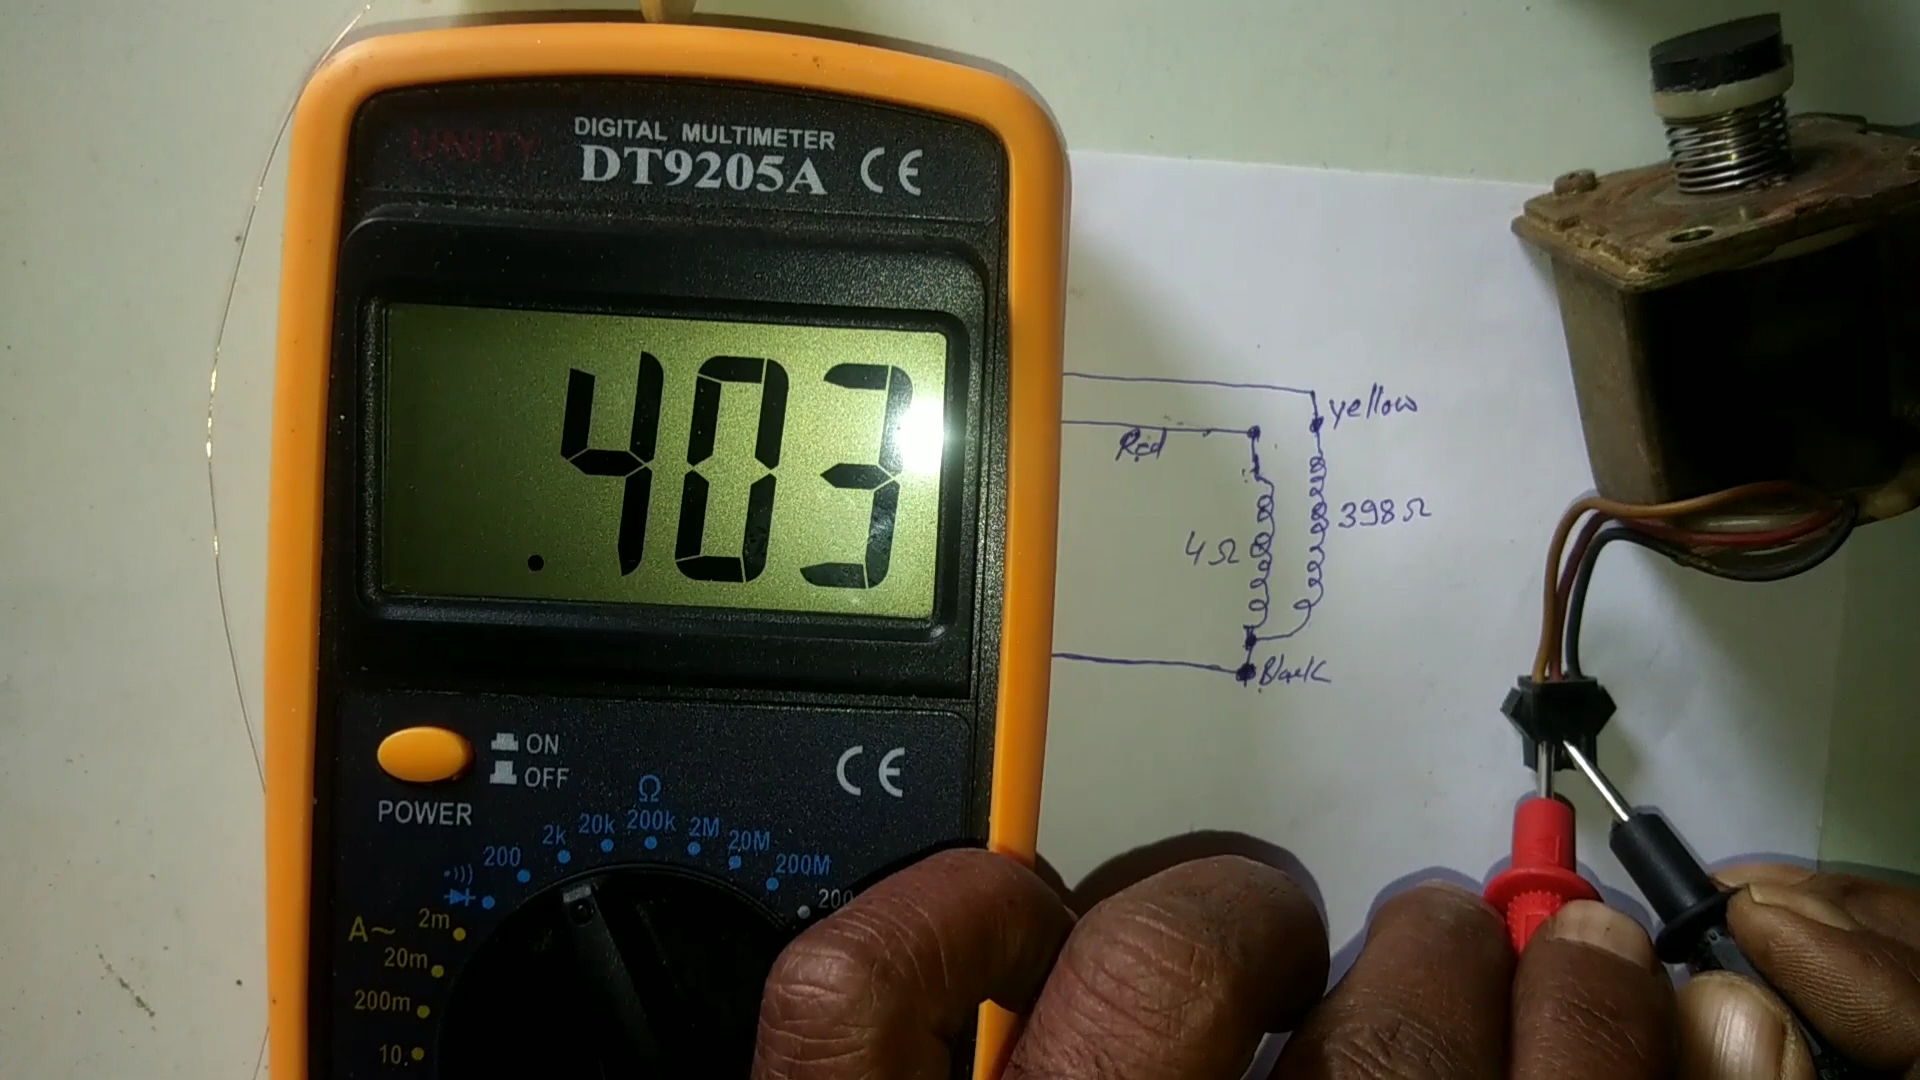 UNITY
DIGITAL MULTIMETER
DT9205A CE
.403
yellow
Red
398Ω
4Ω
Black
ON
OFF
POWER
CE
Ω
200 2k 20k 200k 2M 20M 200M
200
A~ 2m
20m
200m
10